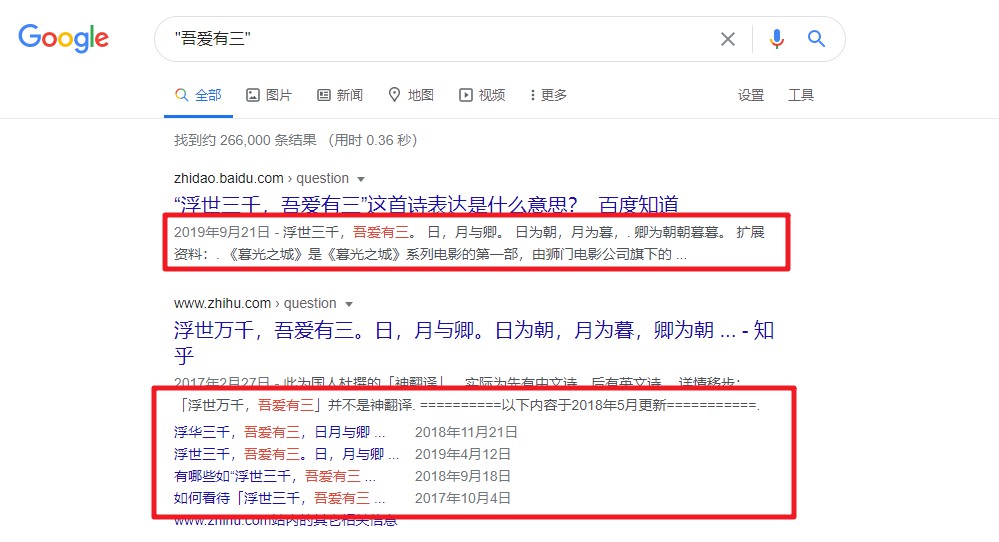 Google
"吾爱有三"
全部 图片 新闻 地图 视频 更多 设置 工具
找到约 266,000 条结果 （用时 0.36 秒）
zhidao.baidu.com › question
“浮世三千，吾爱有三”这首诗表达是什么意思？_百度知道
2019年9月21日 - 浮世三千，吾爱有三。 日，月与卿。 日为朝，月为暮，. 卿为朝朝暮暮。 扩展
资料：. 《暮光之城》是《暮光之城》系列电影的第一部，由狮门电影公司旗下的 ...
www.zhihu.com › question
浮世万千，吾爱有三。日，月与卿。日为朝，月为暮，卿为朝 ... - 知
乎
2017年2月27日 - 此为国人杜撰的「神翻译」，实际为先有中文诗，后有英文诗。 详情移步：
「浮世万千，吾爱有三」并不是神翻译. ==========以下内容于2018年5月更新===========.
浮华三千，吾爱有三，日月与卿 ... 2018年11月21日
浮世三千，吾爱有三。日，月与卿 ... 2019年4月12日
有哪些如“浮世三千，吾爱有三 ... 2018年9月18日
如何看待「浮世三千，吾爱有三 ... 2017年10月4日
www.zhihu.com站内的其它相关信息